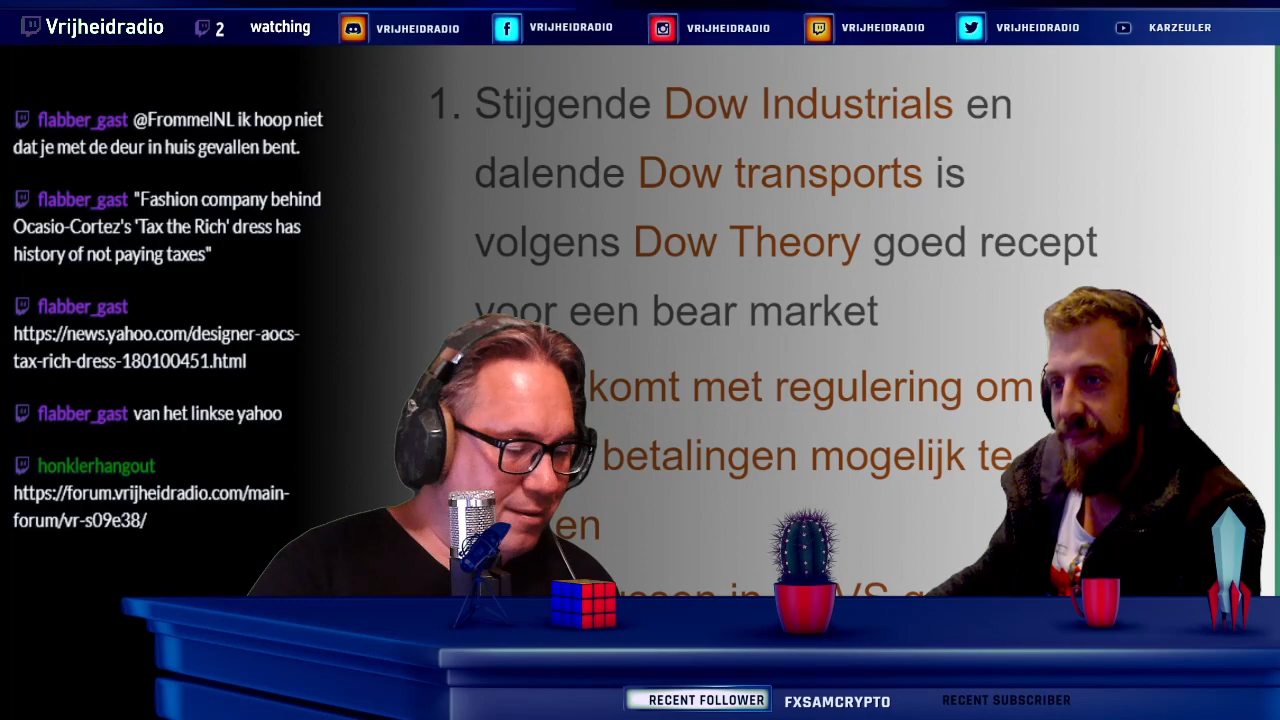 Vrijheidradio
2
watching
VRIJHEIDRADIO
VRIJHEIDRADIO
VRIJHEIDRADIO
VRIJHEIDRADIO
VRIJHEIDRADIO
KARZEULER
flabber_gast @FrommelNL ik hoop niet
dat je met de deur in huis gevallen bent.
flabber_gast "Fashion company behind
Ocasio-Cortez's 'Tax the Rich' dress has
history of not paying taxes"
flabber_gast
https://news.yahoo.com/designer-aocs-
tax-rich-dress-180100451.html
flabber_gast van het linkse yahoo
honklerhangout
https://forum.vrijheidradio.com/main-
forum/vr-s09e38/
1. Stijgende Dow Industrials en
dalende Dow transports is
volgens Dow Theory goed recept
voor een bear market
komt met regulering om
betalingen mogelijk te
RECENT FOLLOWER
FXSAMCRYPTO
RECENT SUBSCRIBER